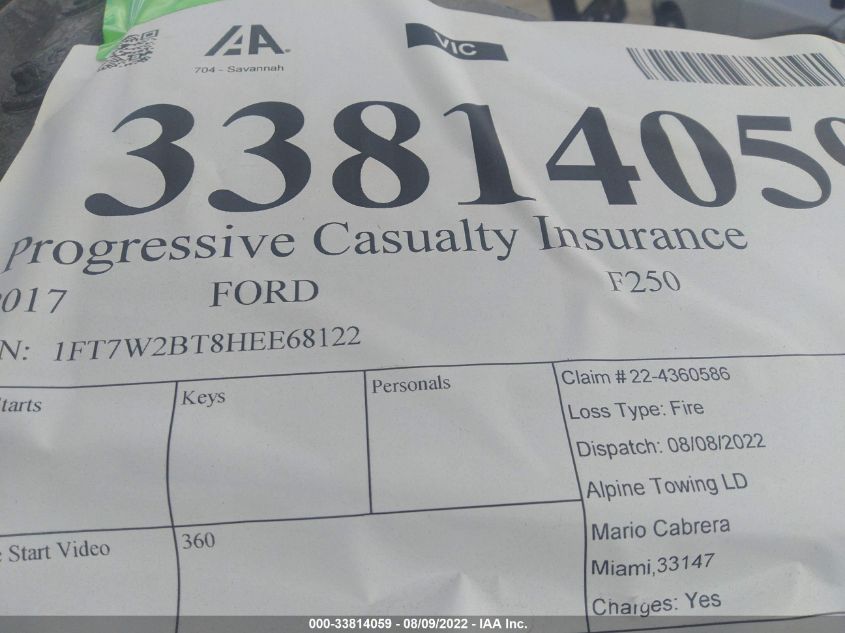 IAA.
704 - Savannah
VIC
33814059
Progressive Casualty Insurance
2017 FORD F250
N: 1FT7W2BT8HEE68122
tarts
Keys
Personals
Claim # 22-4360586
Loss Type: Fire
Dispatch: 08/08/2022
Alpine Towing LD
Mario Cabrera
Miami,33147
Charges: Yes
e Start Video
360
000-33814059 - 08/09/2022 - IAA Inc.